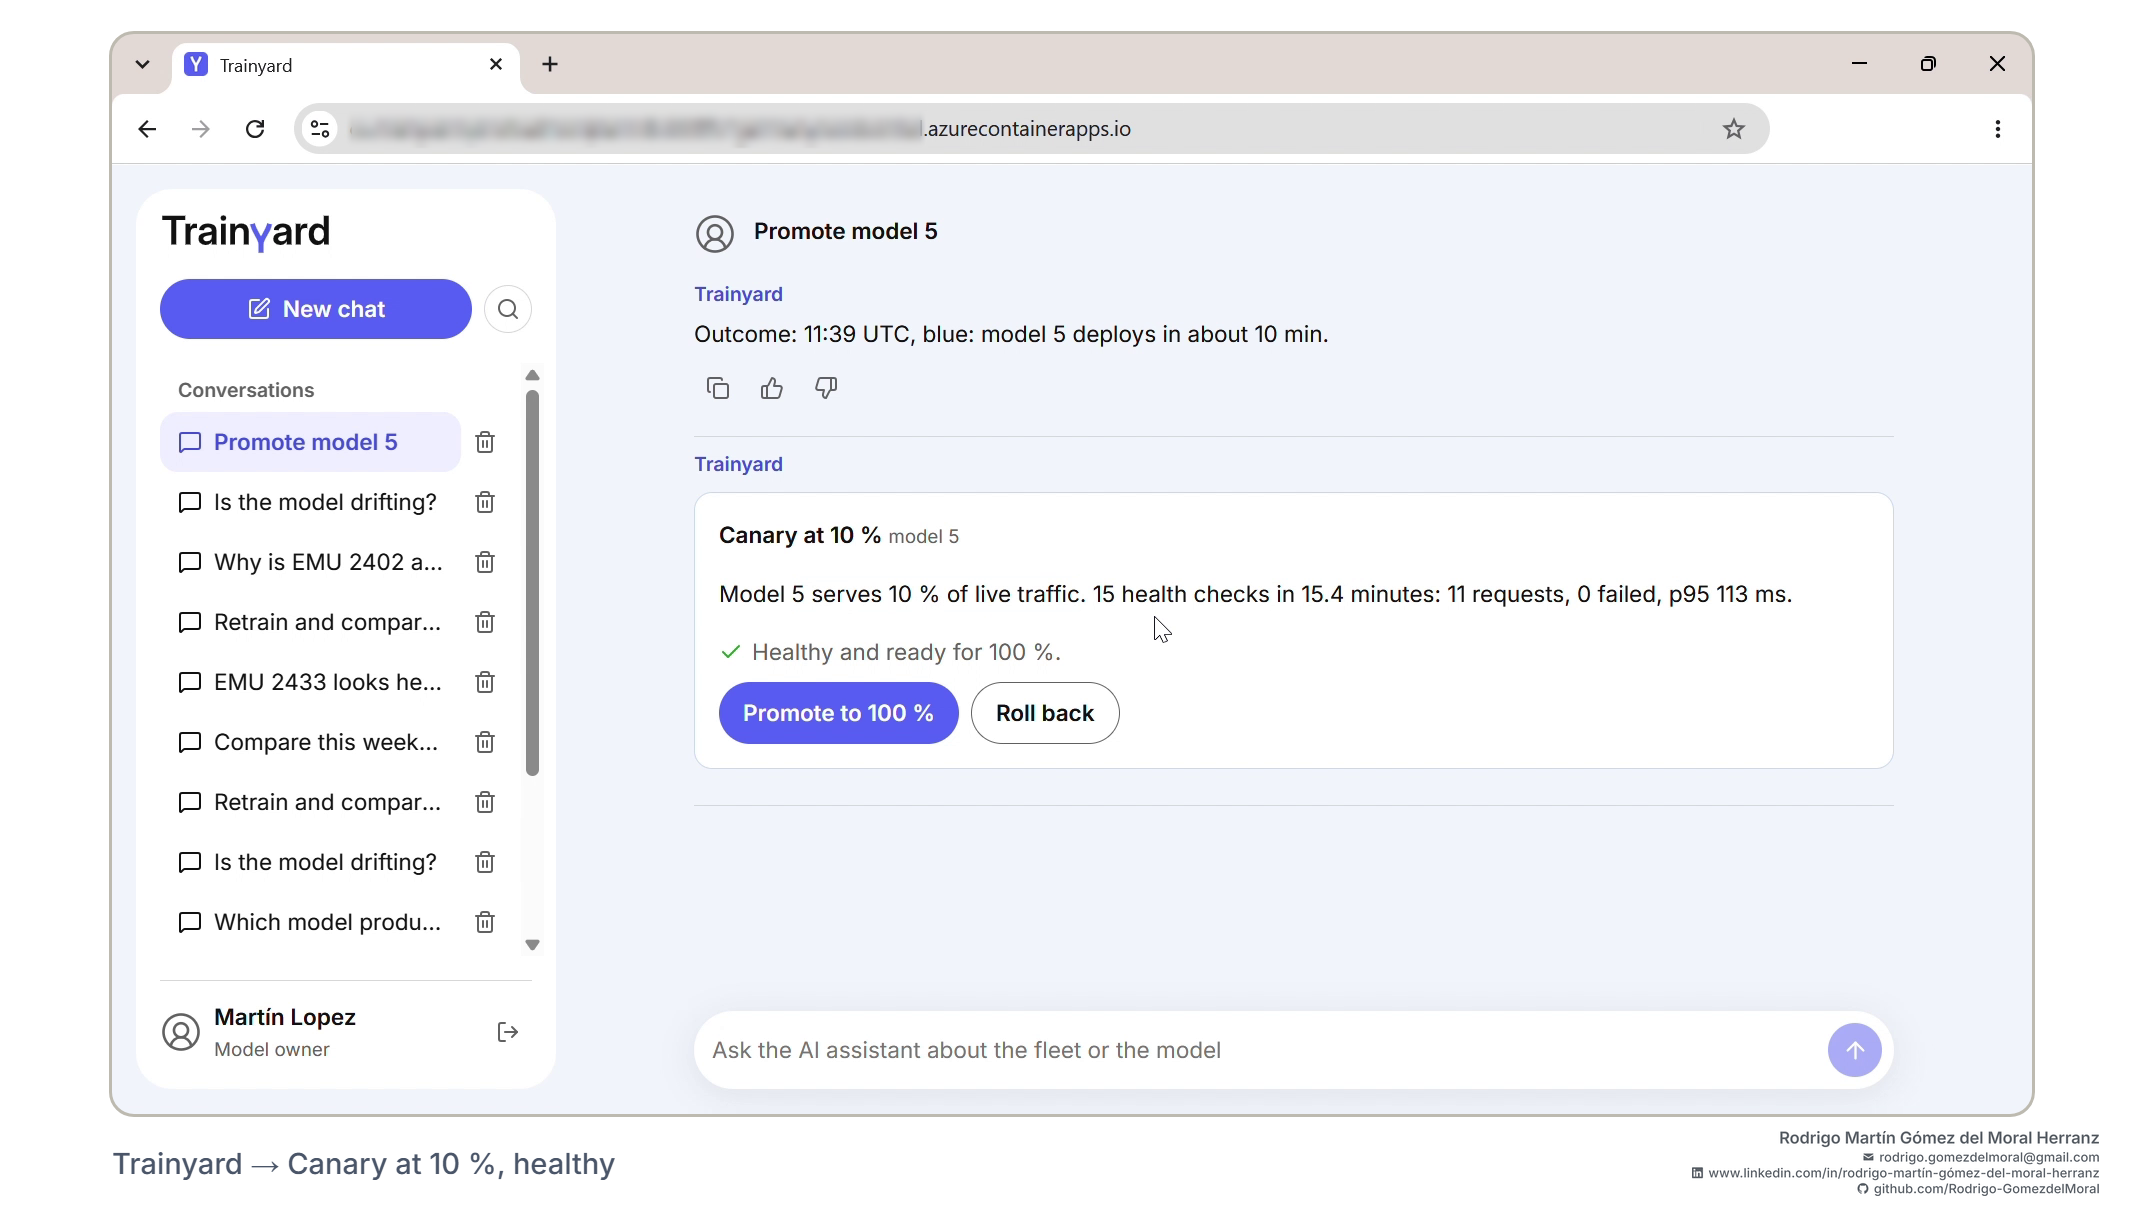 Trainyard
.azurecontainerapps.io
Trainyard
New chat
Conversations
Promote model 5
Is the model drifting?
Why is EMU 2402 a...
Retrain and compar...
EMU 2433 looks he...
Compare this week...
Retrain and compar...
Is the model drifting?
Which model produ...
Martín Lopez
Model owner
Promote model 5
Trainyard
Outcome: 11:39 UTC, blue: model 5 deploys in about 10 min.
Trainyard
Canary at 10 % model 5
Model 5 serves 10 % of live traffic. 15 health checks in 15.4 minutes: 11 requests, 0 failed, p95 113 ms.
Healthy and ready for 100 %.
Promote to 100 %
Roll back
Ask the AI assistant about the fleet or the model
Trainyard → Canary at 10 %, healthy
Rodrigo Martín Gómez del Moral Herranz
rodrigo.gomezdelmoral@gmail.com
www.linkedin.com/in/rodrigo-martín-gómez-del-moral-herranz
github.com/Rodrigo-GomezdelMoral